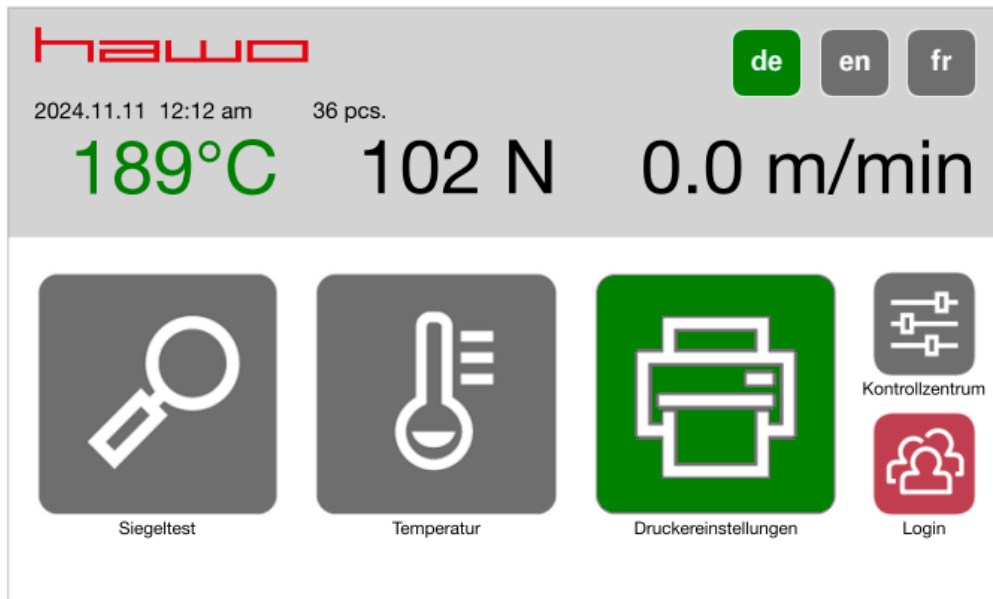 hawo
de en fr
2024.11.11 12:12 am 36 pcs.
189°C 102 N 0.0 m/min
Kontrollzentrum
Siegeltest Temperatur Druckereinstellungen Login